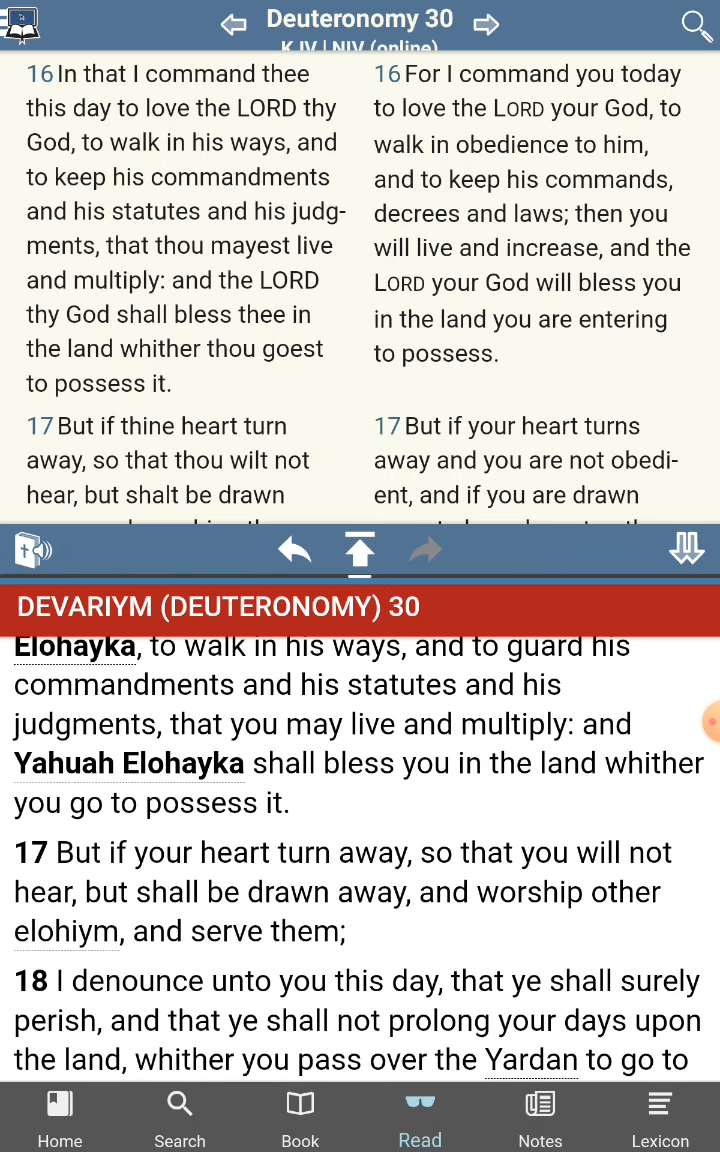 Deuteronomy 30
KJV | NIV (online)
16 In that I command thee
this day to love the LORD thy
God, to walk in his ways, and
to keep his commandments
and his statutes and his judg-
ments, that thou mayest live
and multiply: and the LORD
thy God shall bless thee in
the land whither thou goest
to possess it.
17 But if thine heart turn
away, so that thou wilt not
hear, but shalt be drawn
16 For I command you today
to love the LORD your God, to
walk in obedience to him,
and to keep his commands,
decrees and laws; then you
will live and increase, and the
LORD your God will bless you
in the land you are entering
to possess.
17 But if your heart turns
away and you are not obedi-
ent, and if you are drawn
DEVARIYM (DEUTERONOMY) 30
Elohayka, to walk in his ways, and to guard his
commandments and his statutes and his
judgments, that you may live and multiply: and
Yahuah Elohayka shall bless you in the land whither
you go to possess it.
17 But if your heart turn away, so that you will not
hear, but shall be drawn away, and worship other
elohiym, and serve them;
18 I denounce unto you this day, that ye shall surely
perish, and that ye shall not prolong your days upon
the land, whither you pass over the Yardan to go to
Home
Search
Book
Read
Notes
Lexicon